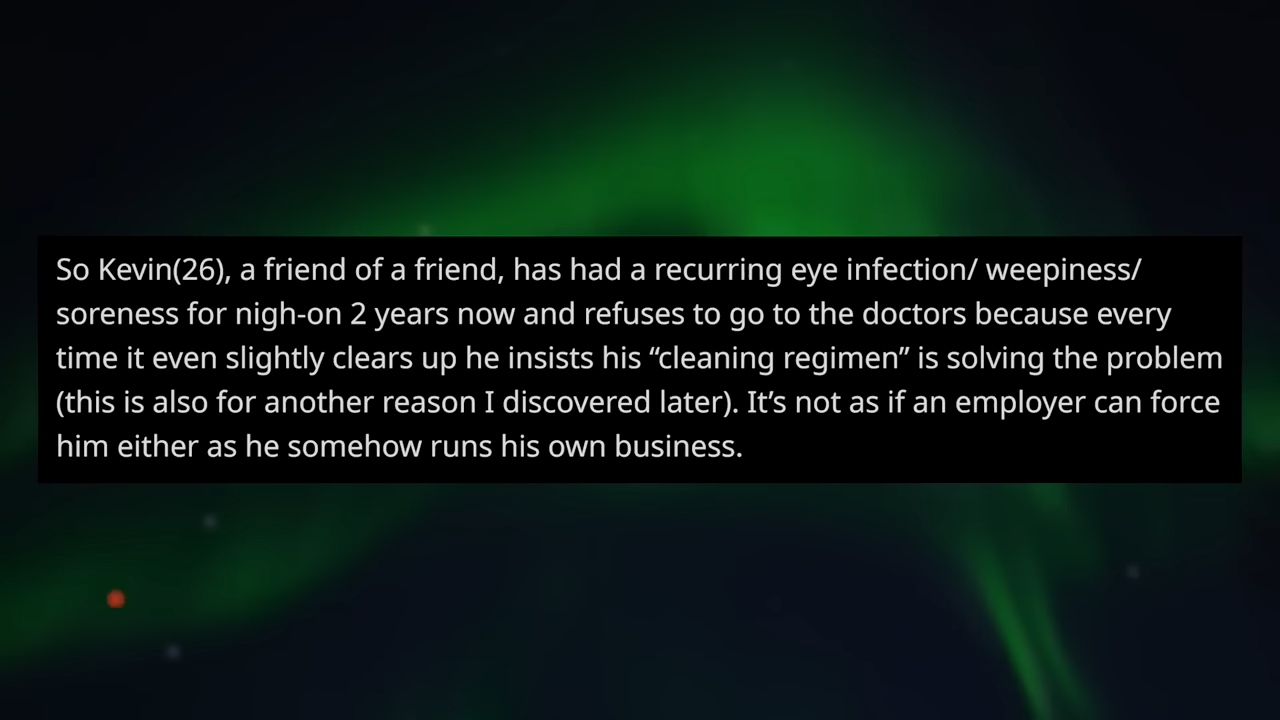 So Kevin(26), a friend of a friend, has had a recurring eye infection/ weepiness/
soreness for nigh-on 2 years now and refuses to go to the doctors because every
time it even slightly clears up he insists his “cleaning regimen” is solving the problem
(this is also for another reason I discovered later). It’s not as if an employer can force
him either as he somehow runs his own business.